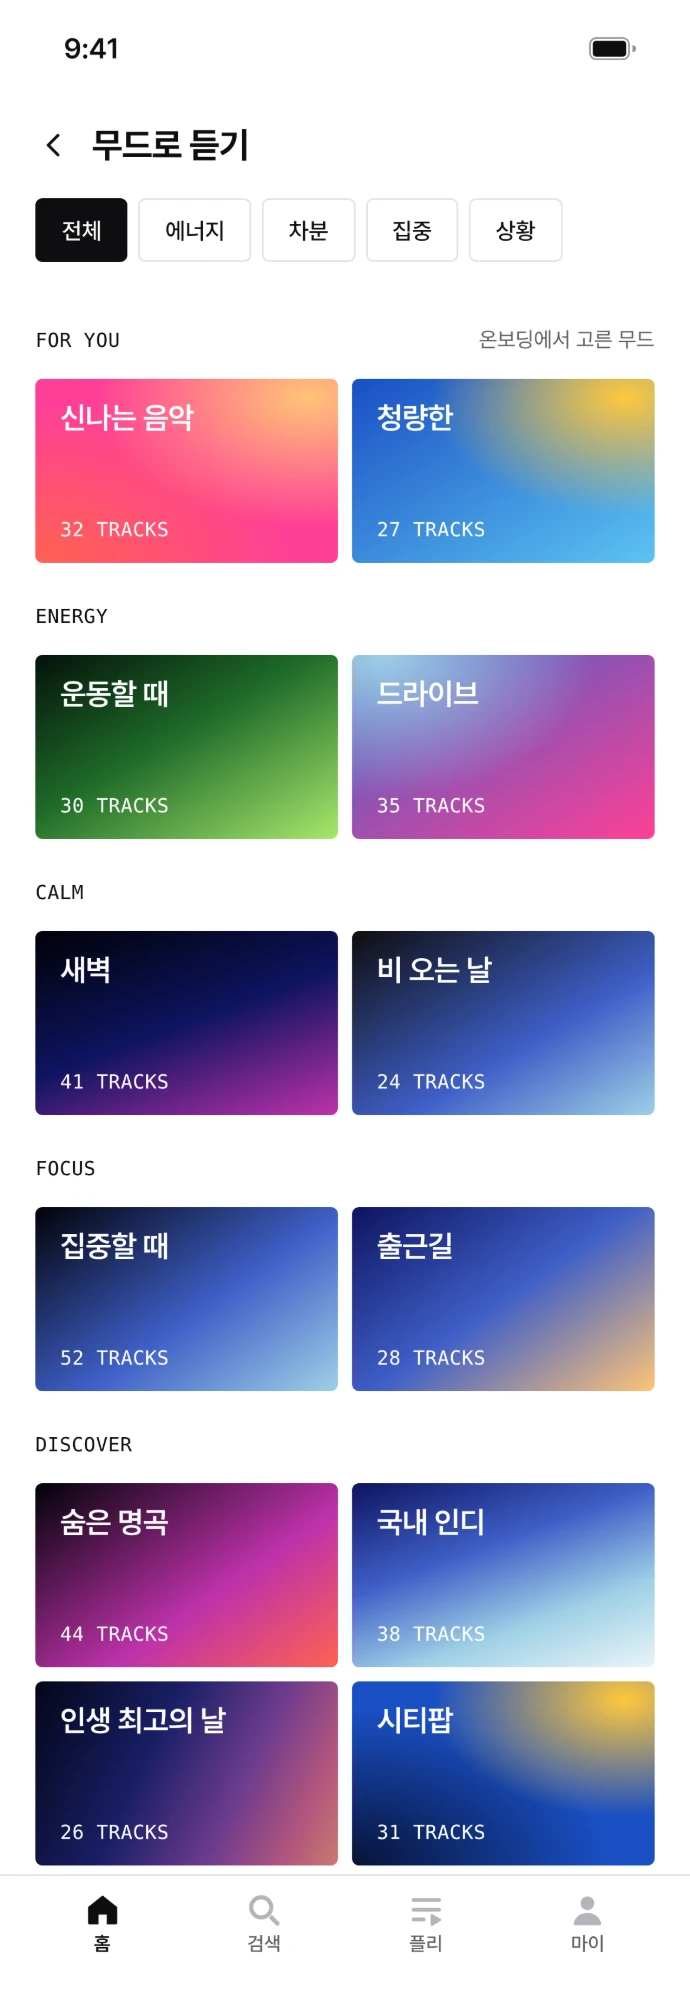 9:41
무드로 듣기
전체 에너지 차분 집중 상황
FOR YOU 온보딩에서 고른 무드
신나는 음악 청량한
32 TRACKS 27 TRACKS
ENERGY
운동할 때 드라이브
30 TRACKS 35 TRACKS
CALM
새벽 비 오는 날
41 TRACKS 24 TRACKS
FOCUS
집중할 때 출근길
52 TRACKS 28 TRACKS
DISCOVER
숨은 명곡 국내 인디
44 TRACKS 38 TRACKS
인생 최고의 날 시티팝
26 TRACKS 31 TRACKS
홈 검색 플리 마이